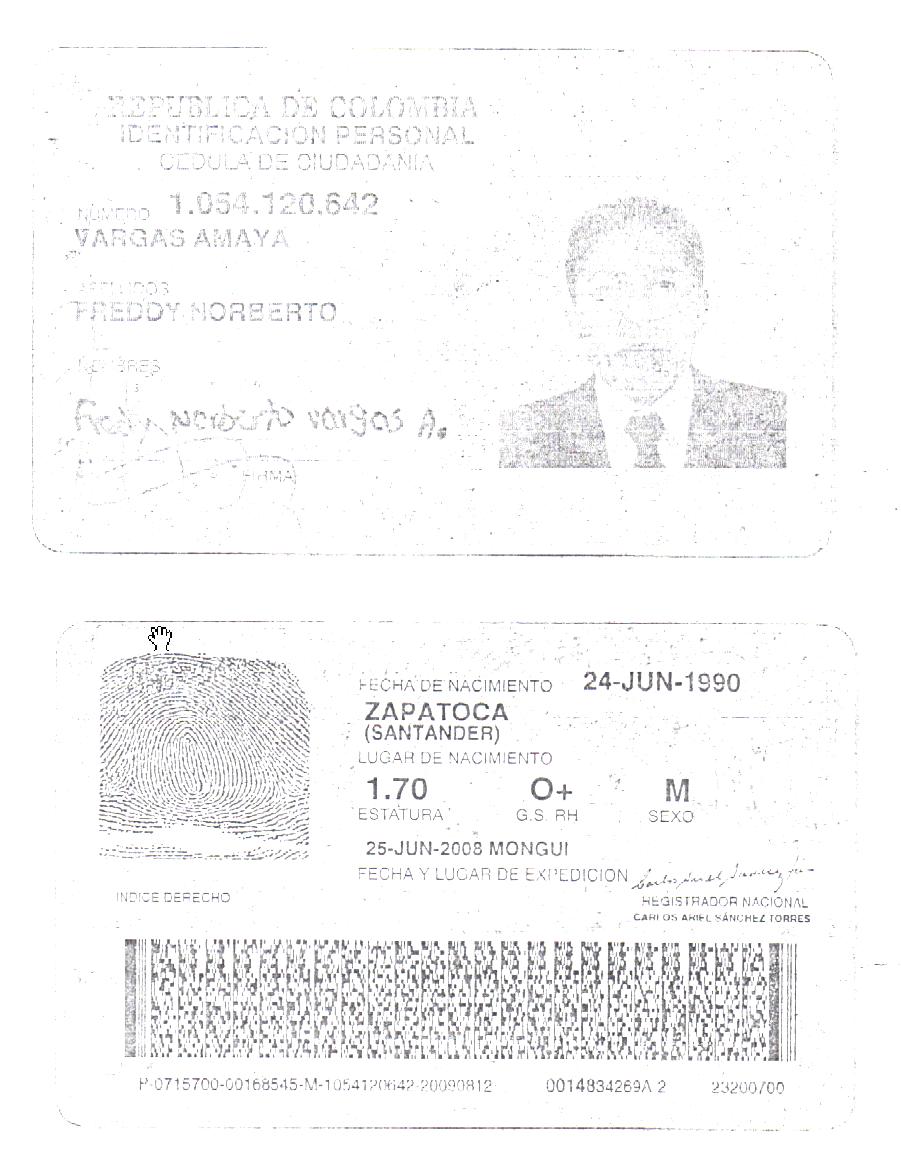 REPUBLICA DE COLOMBIA
IDENTIFICACION PERSONAL
CEDULA DE CIUDADANIA
NUMERO 1.054.120.642
VARGAS AMAYA
APELLIDOS
FREDDY NORBERTO
NOMBRES
Fredy Norberto Vargas A.
FIRMA
FECHA DE NACIMIENTO 24-JUN-1990
ZAPATOCA
(SANTANDER)
LUGAR DE NACIMIENTO
1.70 O+ M
ESTATURA G.S. RH SEXO
25-JUN-2008 MONGUI
FECHA Y LUGAR DE EXPEDICION
INDICE DERECHO
REGISTRADOR NACIONAL
CARLOS ARIEL SÁNCHEZ TORRES
P-0715700-00168545-M-1054120642-20090812 0014834269A 2 23200700